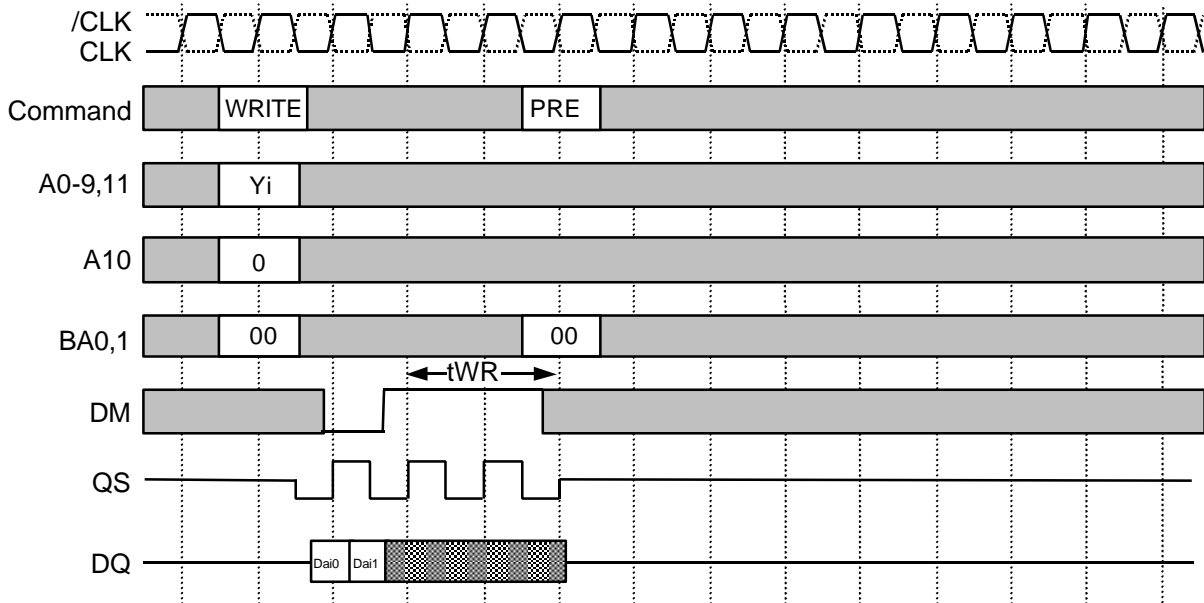 /CLK
CLK
Command WRITE PRE
A0-9,11 Yi
A10 0
BA0,1 00 00
tWR
DM
QS
DQ Dai0 Dai1